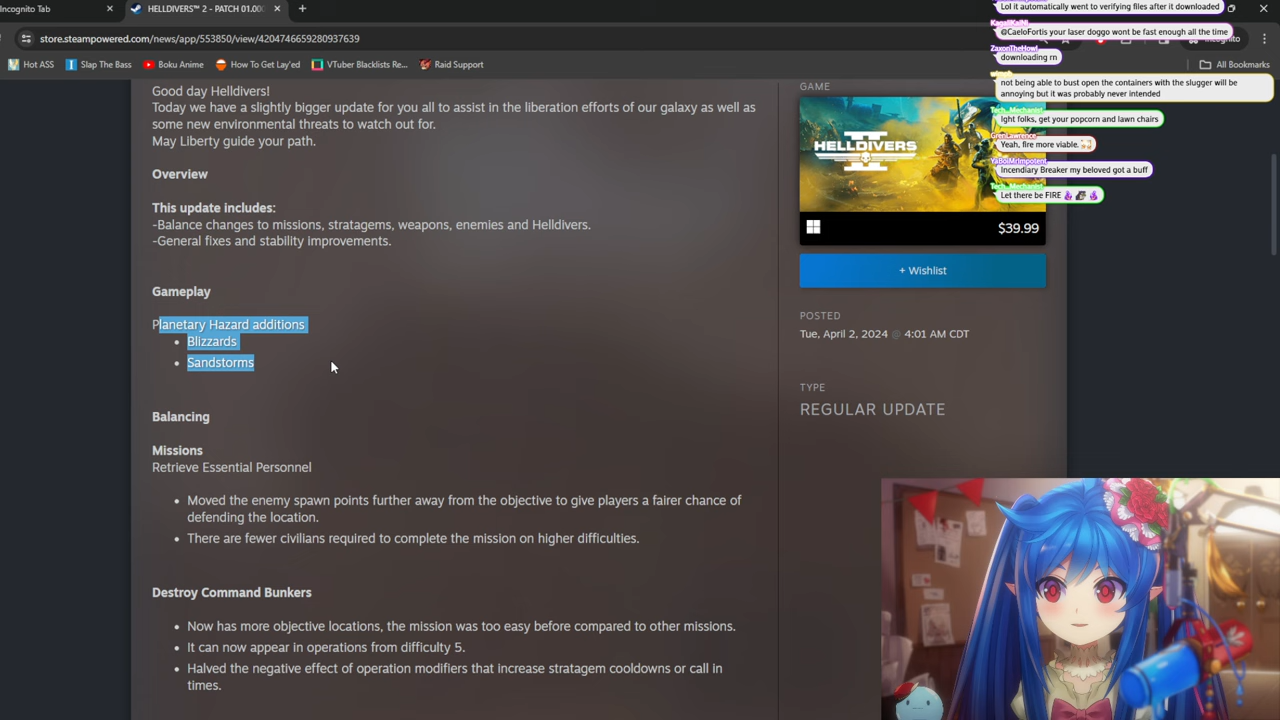 Incognito Tab
HELLDIVERS™ 2 - PATCH 01.00
store.steampowered.com/news/app/553850/view/4204746659280937639
Hot ASS
Slap The Bass
Boku Anime
How To Get Lay'ed
VTuber Blacklists Re...
Raid Support
All Bookmarks
Good day Helldivers!
Today we have a slightly bigger update for you all to assist in the liberation efforts of our galaxy as well as
some new environmental threats to watch out for.
May Liberty guide your path.
Overview
This update includes:
-Balance changes to missions, stratagems, weapons, enemies and Helldivers.
-General fixes and stability improvements.
Gameplay
Planetary Hazard additions
• Blizzards
• Sandstorms
Balancing
Missions
Retrieve Essential Personnel
• Moved the enemy spawn points further away from the objective to give players a fairer chance of
defending the location.
• There are fewer civilians required to complete the mission on higher difficulties.
Destroy Command Bunkers
• Now has more objective locations, the mission was too easy before compared to other missions.
• It can now appear in operations from difficulty 5.
• Halved the negative effect of operation modifiers that increase stratagem cooldowns or call in
times.
GAME
HELLDIVERS
$39.99
+ Wishlist
POSTED
Tue, April 2, 2024 @ 4:01 AM CDT
TYPE
REGULAR UPDATE
Lol it automatically went to verifying files after it downloaded
@CaeloFortis your laser doggo wont be fast enough all the time
ZaxonTheHowl
downloading rn
not being able to bust open the containers with the slugger will be
annoying but it was probably never intended
Tech_Mechanist
Ight folks, get your popcorn and lawn chairs
GrenLawrence
Yeah, fire more viable.
YaBoiMrImpotent
Incendiary Breaker my beloved got a buff
Tech_Mechanist
Let there be FIRE